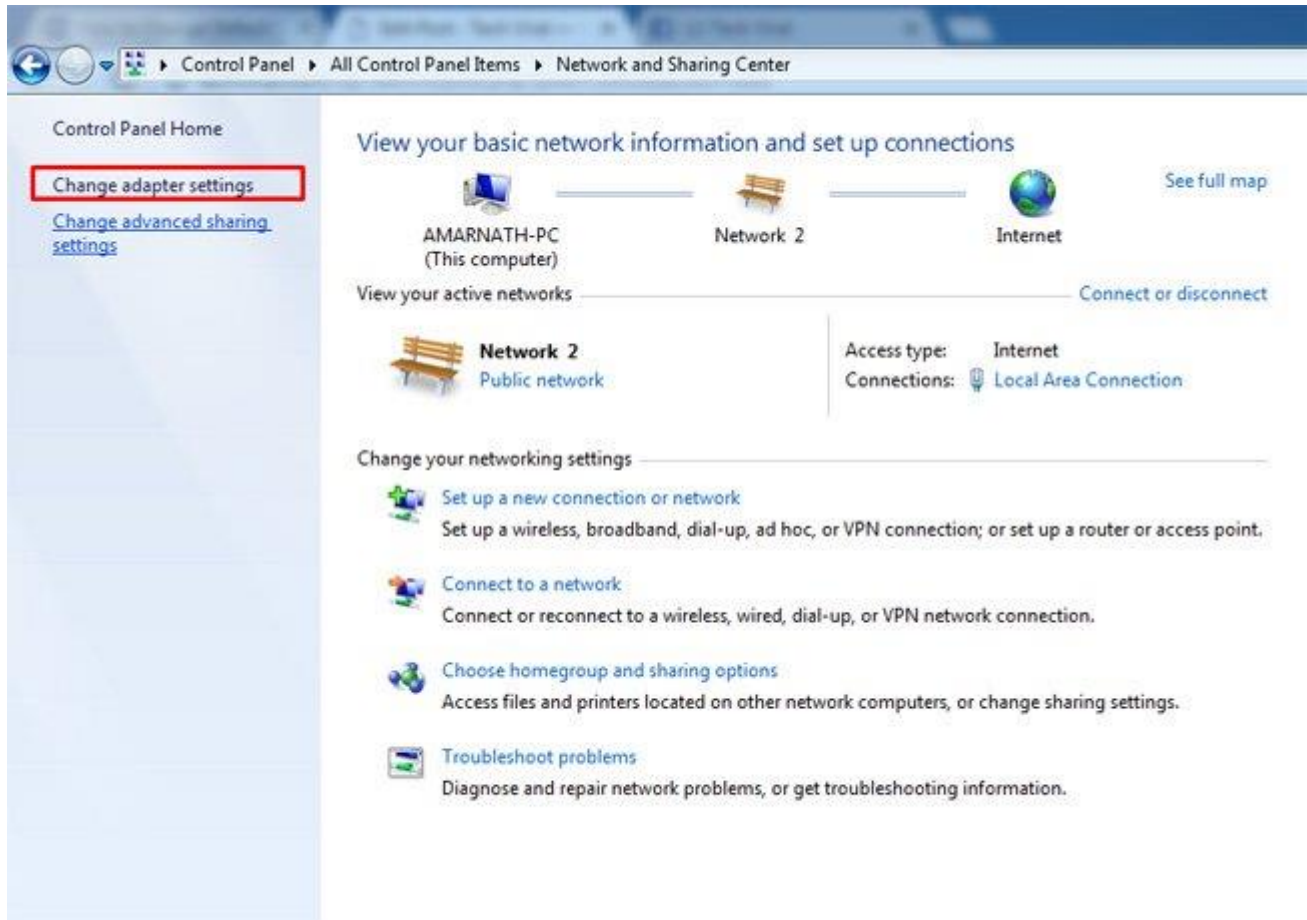 Control Panel All Control Panel Items Network and Sharing Center
Control Panel Home
Change adapter settings
Change advanced sharing
settings
View your basic network information and set up connections
See full map
AMARNATH-PC
(This computer)
Network 2
Internet
View your active networks
Connect or disconnect
Network 2
Public network
Access type: Internet
Connections: Local Area Connection
Change your networking settings
Set up a new connection or network
Set up a wireless, broadband, dial-up, ad hoc, or VPN connection; or set up a router or access point.
Connect to a network
Connect or reconnect to a wireless, wired, dial-up, or VPN network connection.
Choose homegroup and sharing options
Access files and printers located on other network computers, or change sharing settings.
Troubleshoot problems
Diagnose and repair network problems, or get troubleshooting information.